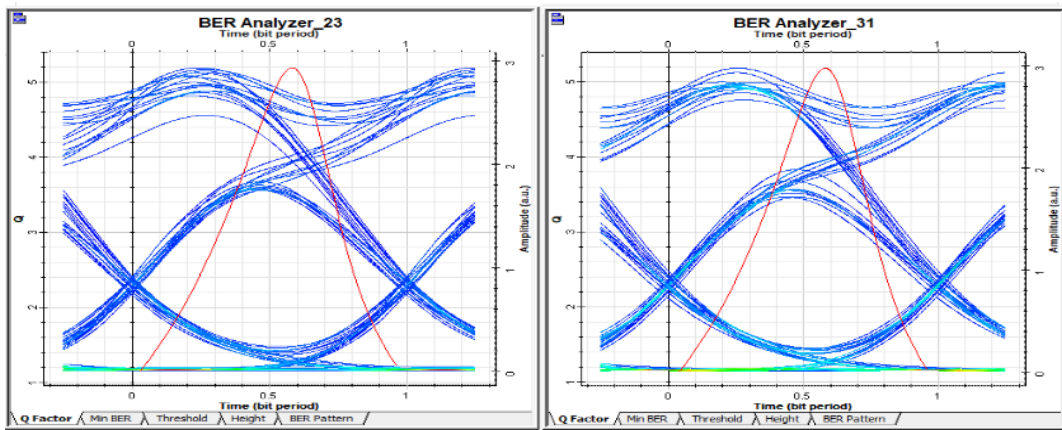 BER Analyzer_23
Time (bit period)
0 0.5 1
5
4
3
2
1
Q
3
2
1
0
Amplitude (a.u.)
0 0.5 1
Time (bit period)
Q Factor Min BER Threshold Height BER Pattern
BER Analyzer_31
Time (bit period)
0 0.5 1
5
4
3
2
1
Q
3
2
1
0
Amplitude (a.u.)
0 0.5 1
Time (bit period)
Q Factor Min BER Threshold Height BER Pattern